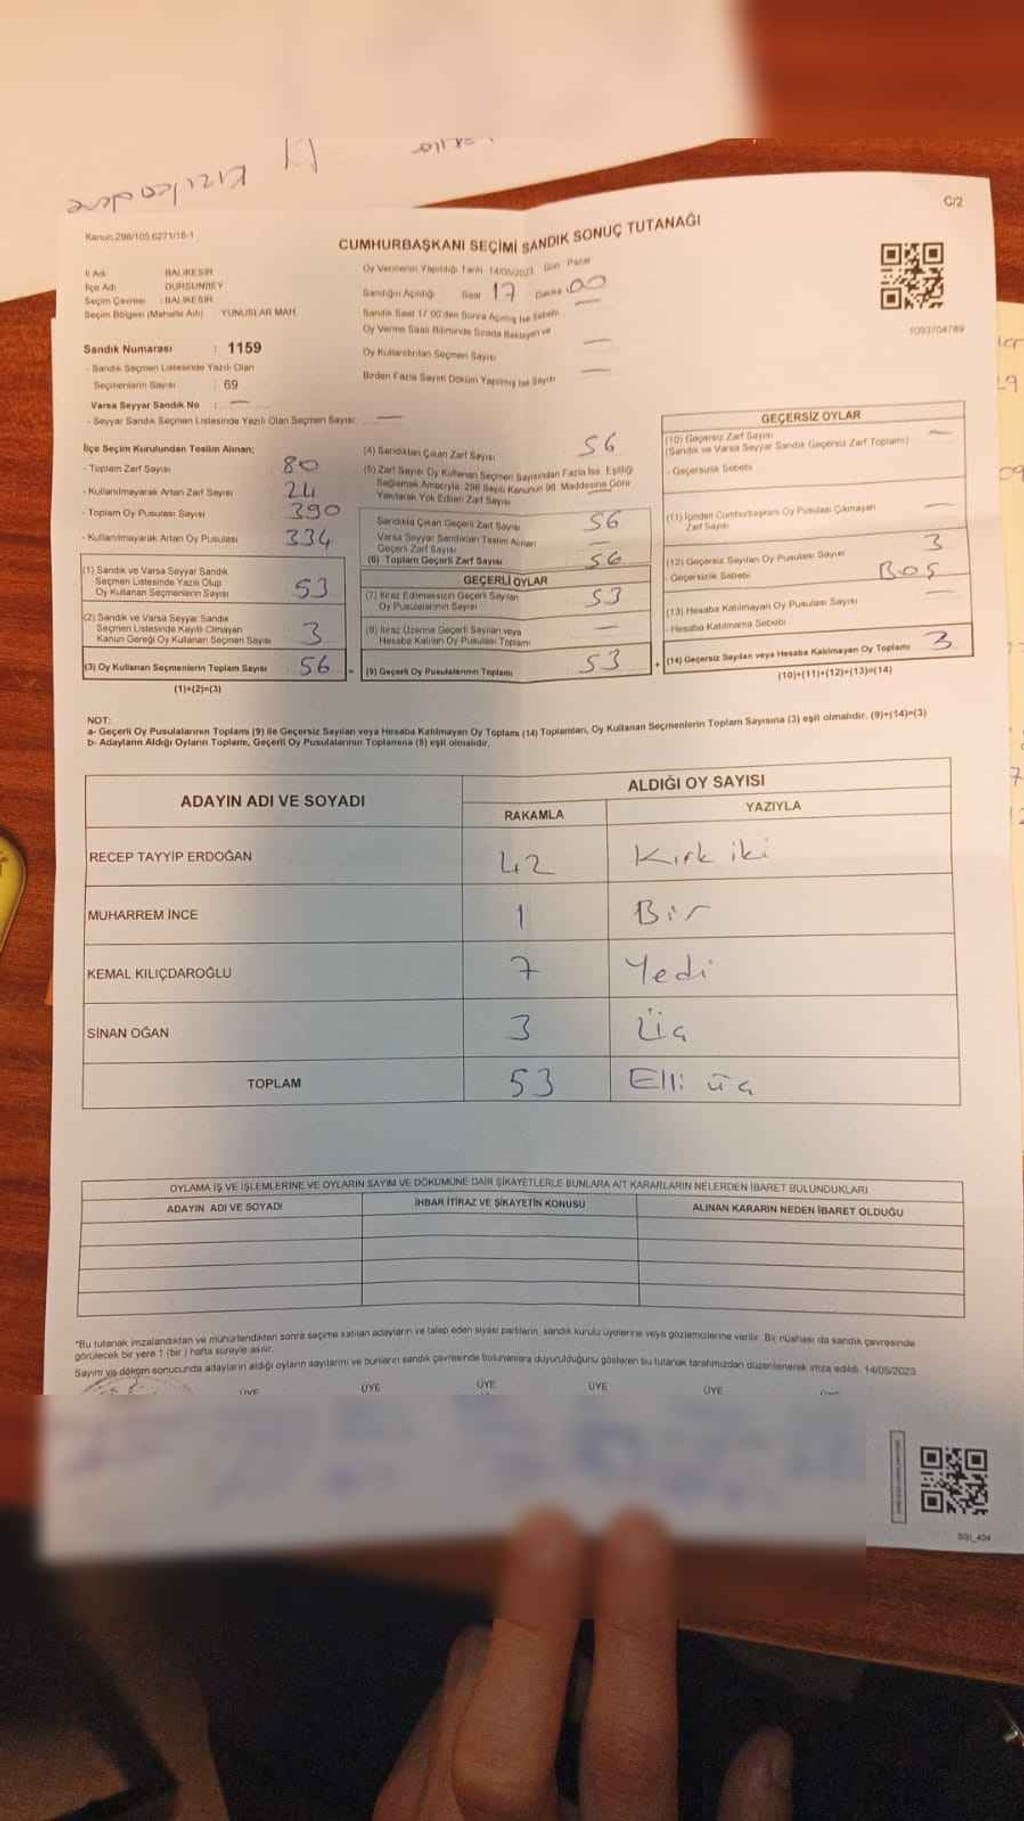 Kızılcadere
C/2
Kanun:298/105 6271/18-1
CUMHURBAŞKANI SEÇİMİ SANDIK SONUÇ TUTANAĞI
İl Adı : BALIKESİR
İlçe Adı : DURSUNBEY
Seçim Çevresi : BALIKESİR
Seçim Bölgesi (Mahalle Adı) : YUNUSLAR MAH.
Oy Vermenin Yapıldığı Tarih 14/05/2023 Gün Pazar
Sandığın Açıldığı Saat 17 Dakika 00
Sandık Saat 17:00'den Sonra Açılmış İse Sebebi —
Oy Verme Saati Bitiminde Sırada Bekleyen ve
Oy Kullandırılan Seçmen Sayısı —
Birden Fazla Sayım Döküm Yapılmış İse Sayısı —
1093704789
Sandık Numarası : 1159
- Sandık Seçmen Listesinde Yazılı Olan
Seçmenlerin Sayısı : 69
Varsa Seyyar Sandık No : —
- Seyyar Sandık Seçmen Listesinde Yazılı Olan Seçmen Sayısı : —
İlçe Seçim Kurulundan Teslim Alınan;
- Toplam Zarf Sayısı 80
- Kullanılmayarak Artan Zarf Sayısı 24
- Toplam Oy Pusulası Sayısı 390
- Kullanılmayarak Artan Oy Pusulası 334
(1) Sandık ve Varsa Seyyar Sandık
Seçmen Listesinde Yazılı Olup
Oy Kullanan Seçmenlerin Sayısı 53
(2) Sandık ve Varsa Seyyar Sandık
Seçmen Listesinde Kayıtlı Olmayan
Kanun Gereği Oy Kullanan Seçmen Sayısı 3
(3) Oy Kullanan Seçmenlerin Toplam Sayısı 56 =
(1)+(2)=(3)
(4) Sandıktan Çıkan Zarf Sayısı 56
(5) Zarf Sayısı Oy Kullanan Seçmen Sayısından Fazla İse, Eşitliği
Sağlamak Amacıyla, 298 Sayılı Kanunun 98. Maddesine Göre
Yakılarak Yok Edilen Zarf Sayısı —
Sandıkta Çıkan Geçerli Zarf Sayısı 56
Varsa Seyyar Sandıktan Teslim Alınan
Geçerli Zarf Sayısı —
(6) Toplam Geçerli Zarf Sayısı 56
GEÇERLİ OYLAR
(7) İtiraz Edilmeksizin Geçerli Sayılan
Oy Pusulalarının Sayısı 53
(8) İtiraz Üzerine Geçerli Sayılan veya
Hesaba Katılan Oy Pusulası Toplamı —
(9) Geçerli Oy Pusulalarının Toplamı 53 +
GEÇERSİZ OYLAR
(10) Geçersiz Zarf Sayısı —
(Sandık ve Varsa Seyyar Sandık Geçersiz Zarf Toplamı)
- Geçersizlik Sebebi
(11) İçinden Cumhurbaşkanı Oy Pusulası Çıkmayan
Zarf Sayısı —
(12) Geçersiz Sayılan Oy Pusulası Sayısı 3
- Geçersizlik Sebebi BOŞ
(13) Hesaba Katılmayan Oy Pusulası Sayısı —
- Hesaba Katılmama Sebebi
(14) Geçersiz Sayılan veya Hesaba Katılmayan Oy Toplamı 3
(10)+(11)+(12)+(13)=(14)
NOT:
a- Geçerli Oy Pusulalarının Toplamı (9) ile Geçersiz Sayılan veya Hesaba Katılmayan Oy Toplamı (14) Toplamları, Oy Kullanan Seçmenlerin Toplam Sayısına (3) eşit olmalıdır. (9)+(14)=(3)
b- Adayların Aldığı Oyların Toplamı, Geçerli Oy Pusulalarının Toplamına (9) eşit olmalıdır.
ADAYIN ADI VE SOYADI ALDIĞI OY SAYISI
RAKAMLA YAZIYLA
RECEP TAYYİP ERDOĞAN 42 Kırk iki
MUHARREM İNCE 1 Bir
KEMAL KILIÇDAROĞLU 7 Yedi
SİNAN OĞAN 3 Üç
TOPLAM 53 Elli üç
OYLAMA İŞ VE İŞLEMLERİNE VE OYLARIN SAYIM VE DÖKÜMÜNE DAİR ŞİKAYETLERLE BUNLARA AİT KARARLARIN NELERDEN İBARET BULUNDUKLARI
ADAYIN ADI VE SOYADI İHBAR İTİRAZ VE ŞİKAYETİN KONUSU ALINAN KARARIN NEDEN İBARET OLDUĞU
*Bu tutanak imzalandıktan ve mühürlendikten sonra seçime katılan adayların ve talep eden siyasi partilerin, sandık kurulu üyelerine veya gözlemcilerine verilir. Bir nüshası da sandık çevresinde
görülecek bir yere 1 (bir) hafta süreyle asılır.
Sayım ve döküm sonucunda adayların aldığı oyların sayılarını ve bunların sandık çevresinde bulunanlara duyurulduğunu gösteren bu tutanak tarafımızdan düzenlenerek imza edildi. 14/05/2023
ÜYE ÜYE ÜYE ÜYE ÜYE